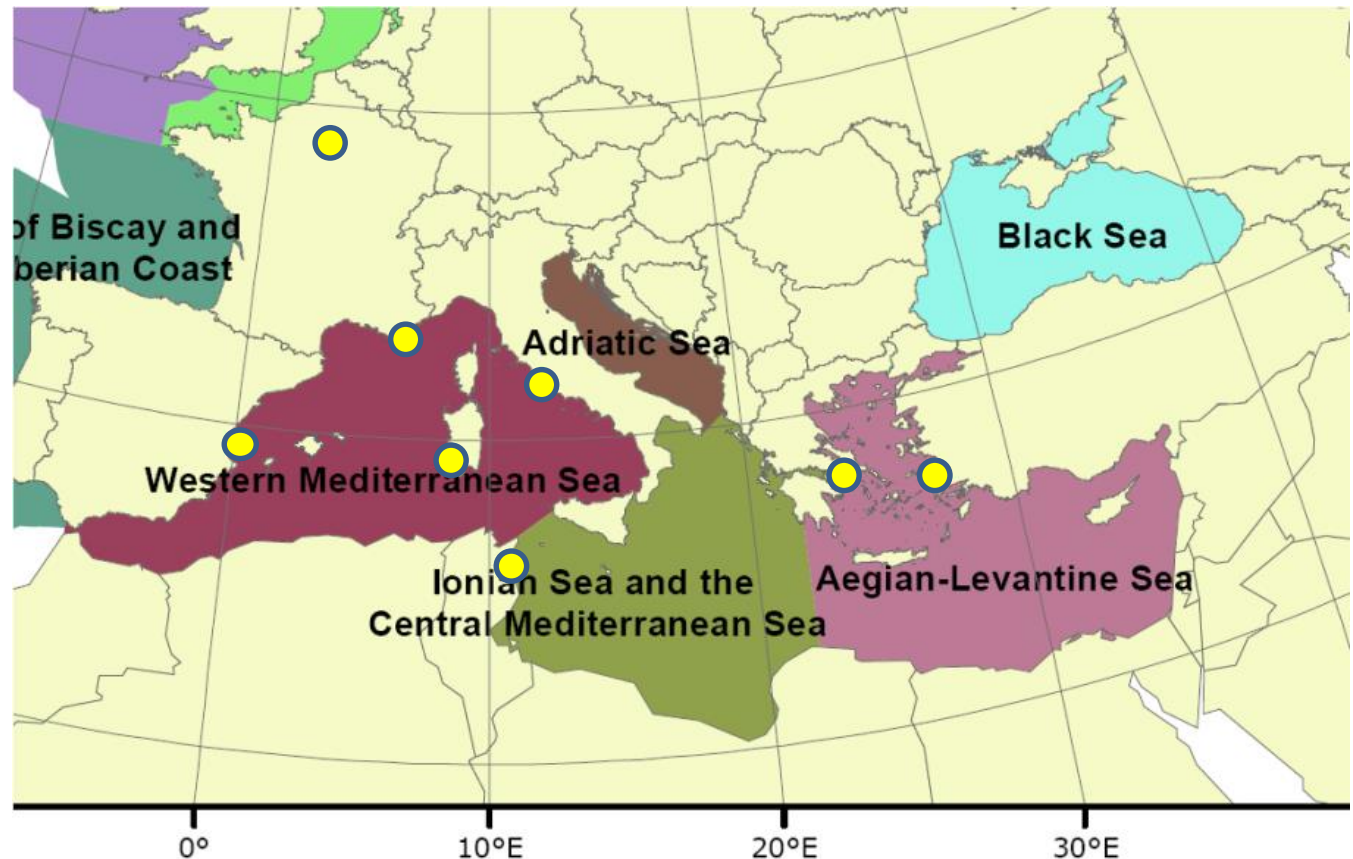 of Biscay and
berian Coast
Black Sea
Adriatic Sea
Western Mediterranean Sea
Ionian Sea and the
Central Mediterranean Sea
Aegian-Levantine Sea
0°
10°E
20°E
30°E